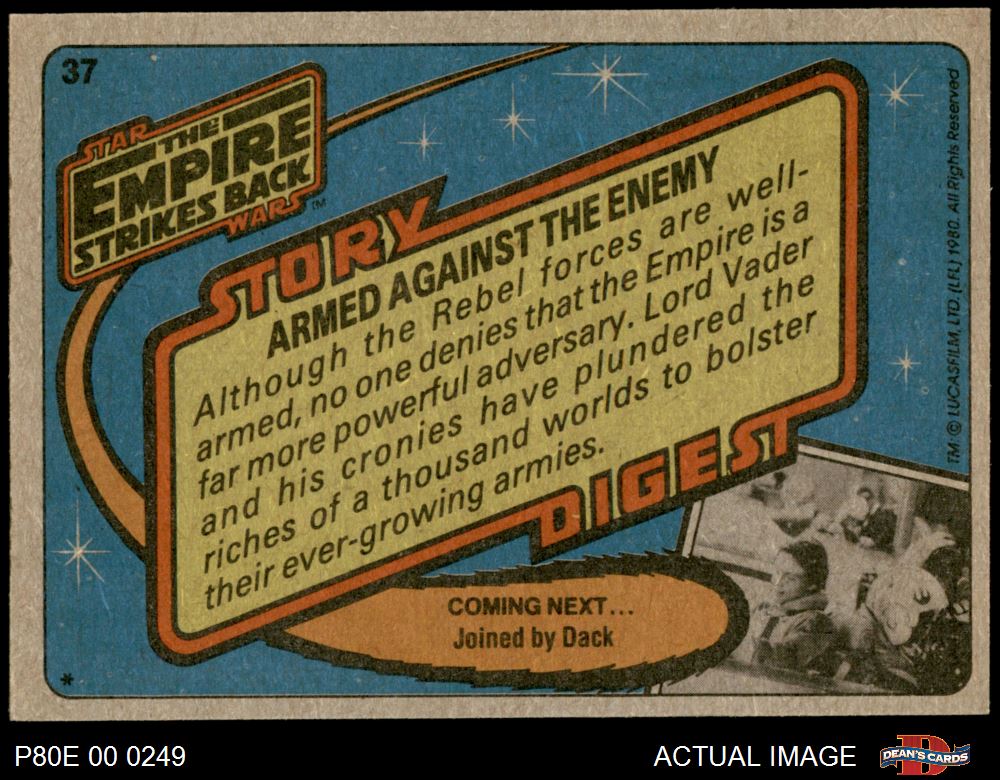 37
STAR
THE
EMPIRE
STRIKES BACK
WARS™
STORY
ARMED AGAINST THE ENEMY
Although the Rebel forces are well-
armed, no one denies that the Empire is a
far more powerful adversary. Lord Vader
and his cronies have plundered the
riches of a thousand worlds to bolster
their ever-growing armies.
DIGEST
COMING NEXT...
Joined by Dack
*
TM: © LUCASFILM, LTD. (LFL) 1980. All Rights Reserved
P80E 00 0249
ACTUAL IMAGE
DEAN'S CARDS